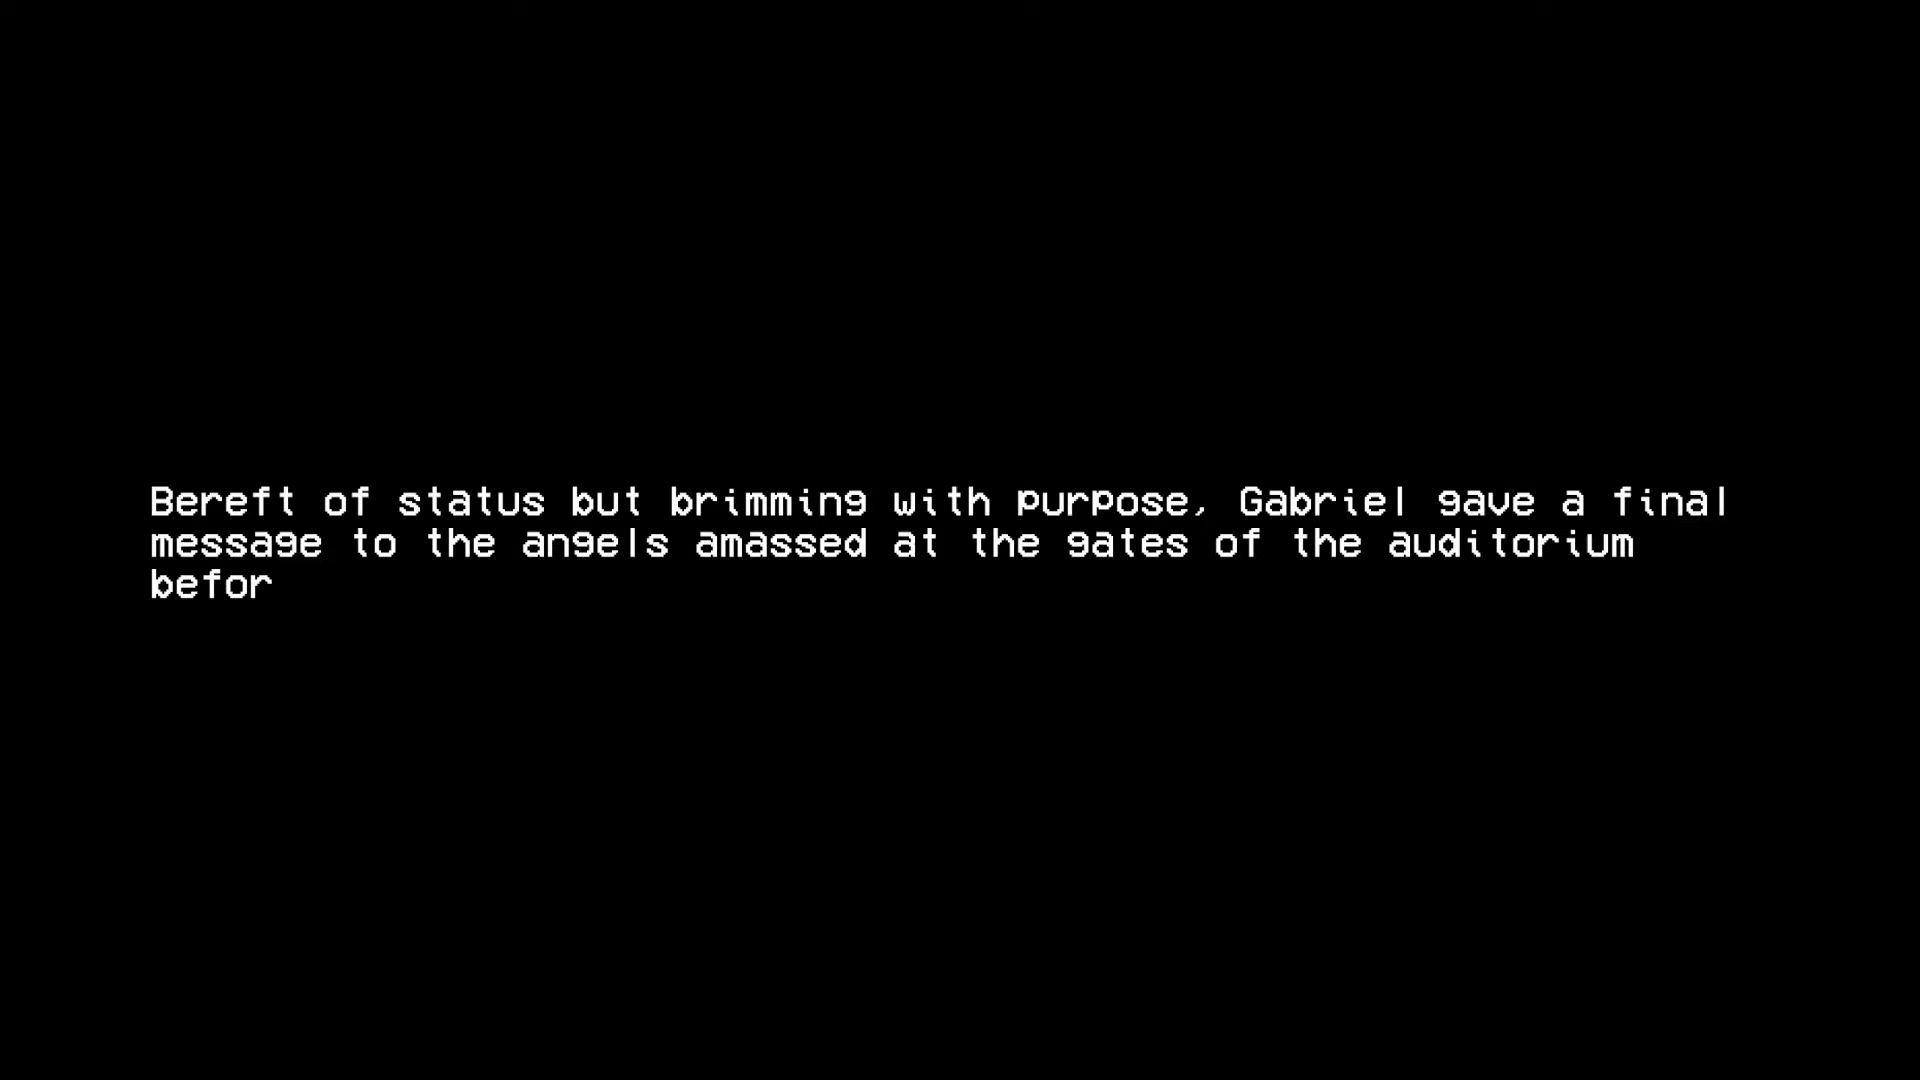 Bereft of status but brimming with purpose, Gabriel gave a final
message to the angels amassed at the gates of the auditorium
befor